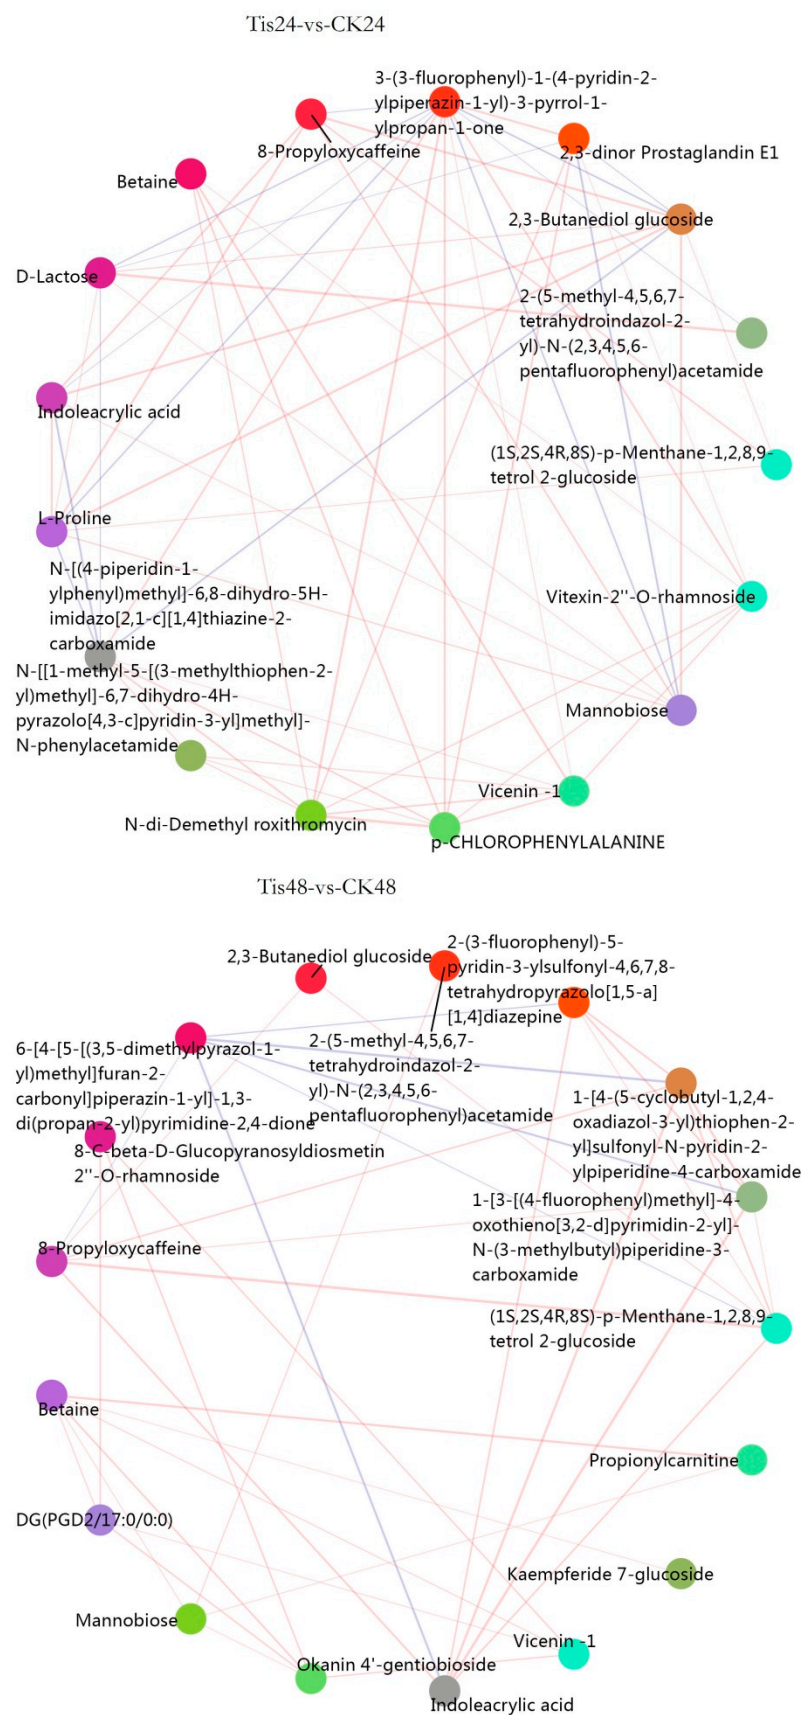 Tis24-vs-CK24
3-(3-fluorophenyl)-1-(4-pyridin-2-
ylpiperazin-1-yl)-3-pyrrol-1-
ylpropan-1-one
8-Propyloxycaffeine
2,3-dinor Prostaglandin E1
Betaine
2,3-Butanediol glucoside
D-Lactose
2-(5-methyl-4,5,6,7-
tetrahydroindazol-2-
yl)-N-(2,3,4,5,6-
pentafluorophenyl)acetamide
Indoleacrylic acid
(1S,2S,4R,8S)-p-Menthane-1,2,8,9-
tetrol 2-glucoside
L-Proline
N-[(4-piperidin-1-
ylphenyl)methyl]-6,8-dihydro-5H-
imidazo[2,1-c][1,4]thiazine-2-
carboxamide
Vitexin-2''-O-rhamnoside
N-[[1-methyl-5-[(3-methylthiophen-2-
yl)methyl]-6,7-dihydro-4H-
pyrazolo[4,3-c]pyridin-3-yl]methyl]-
N-phenylacetamide
Mannobiose
Vicenin -1
N-di-Demethyl roxithromycin
p-CHLOROPHENYLALANINE
Tis48-vs-CK48
2,3-Butanediol glucoside
2-(3-fluorophenyl)-5-
pyridin-3-ylsulfonyl-4,6,7,8-
tetrahydropyrazolo[1,5-a]
[1,4]diazepine
2-(5-methyl-4,5,6,7-
tetrahydroindazol-2-
yl)-N-(2,3,4,5,6-
pentafluorophenyl)acetamide
6-[4-[5-[(3,5-dimethylpyrazol-1-
yl)methyl]furan-2-
carbonyl]piperazin-1-yl]-1,3-
di(propan-2-yl)pyrimidine-2,4-dione
1-[4-(5-cyclobutyl-1,2,4-
oxadiazol-3-yl)thiophen-2-
yl]sulfonyl-N-pyridin-2-
ylpiperidine-4-carboxamide
8-C-beta-D-Glucopyranosyldiosmetin
2''-O-rhamnoside
1-[3-[(4-fluorophenyl)methyl]-4-
oxothieno[3,2-d]pyrimidin-2-yl]-
N-(3-methylbutyl)piperidine-3-
carboxamide
8-Propyloxycaffeine
(1S,2S,4R,8S)-p-Menthane-1,2,8,9-
tetrol 2-glucoside
Betaine
Propionylcarnitine
DG(PGD2/17:0/0:0)
Kaempferide 7-glucoside
Mannobiose
Vicenin -1
Okanin 4'-gentiobioside
Indoleacrylic acid